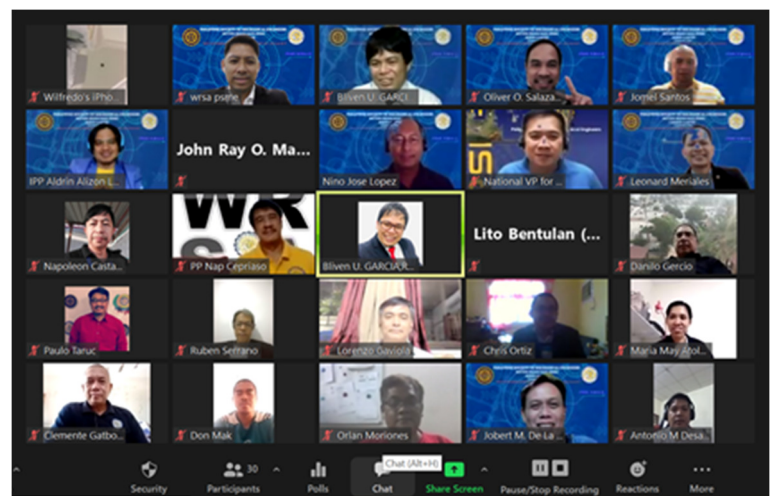 Wilfredo's iPho...
wrsa psme
Bliven U. GARCI...
Oliver O. Salaza...
Jomel Santos
IPP Aldrin Alizon L...
John Ray O. Ma...
Nino Jose Lopez
National VP for ...
Leonard Meriales
WR
Napoleon Casta...
PP Nap Cepriaso
Bliven U. GARCIA,R...
Lito Bentulan (...
Danilo Gercio
Paulo Taruc
Ruben Serrano
Lorenzo Gaviola
Chris Ortiz
Maria May Atol...
Clemente Gatbo...
Don Mak
Orlan Moriones
Jobert M. De La ...
Antonio M Desa...
Chat (Alt+H)
30
Security
Participants
Polls
Chat
Share Screen
Pause/Stop Recording
Reactions
More